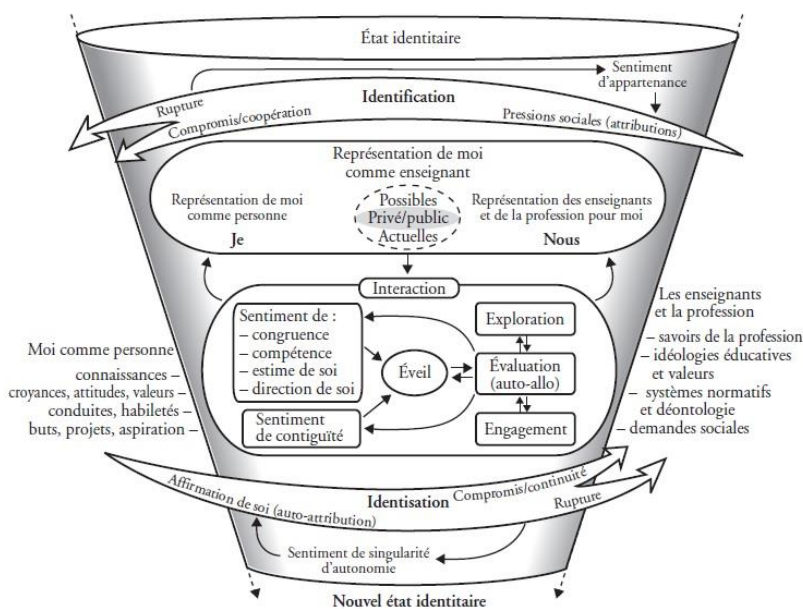 État identitaire
Sentiment
d'appartenance
Rupture
Identification
Compromis/coopération
Pressions sociales (attributions)
Représentation de moi
comme enseignant
Représentation de moi
comme personne
Je
Possibles
Privé/public
Actuelles
Représentation des enseignants
et de la profession pour moi
Nous
Interaction
Sentiment de :
– congruence
– compétence
– estime de soi
– direction de soi
Sentiment
de contiguïté
Éveil
Exploration
Évaluation
(auto-allo)
Engagement
Moi comme personne
connaissances –
croyances, attitudes, valeurs –
conduites, habiletés –
buts, projets, aspiration –
Les enseignants
et la profession
– savoirs de la profession
– idéologies éducatives
et valeurs
– systèmes normatifs
et déontologie
– demandes sociales
Affirmation de soi (auto-attribution)
Identisation
Compromis/continuité
Rupture
Sentiment de singularité
d'autonomie
Nouvel état identitaire